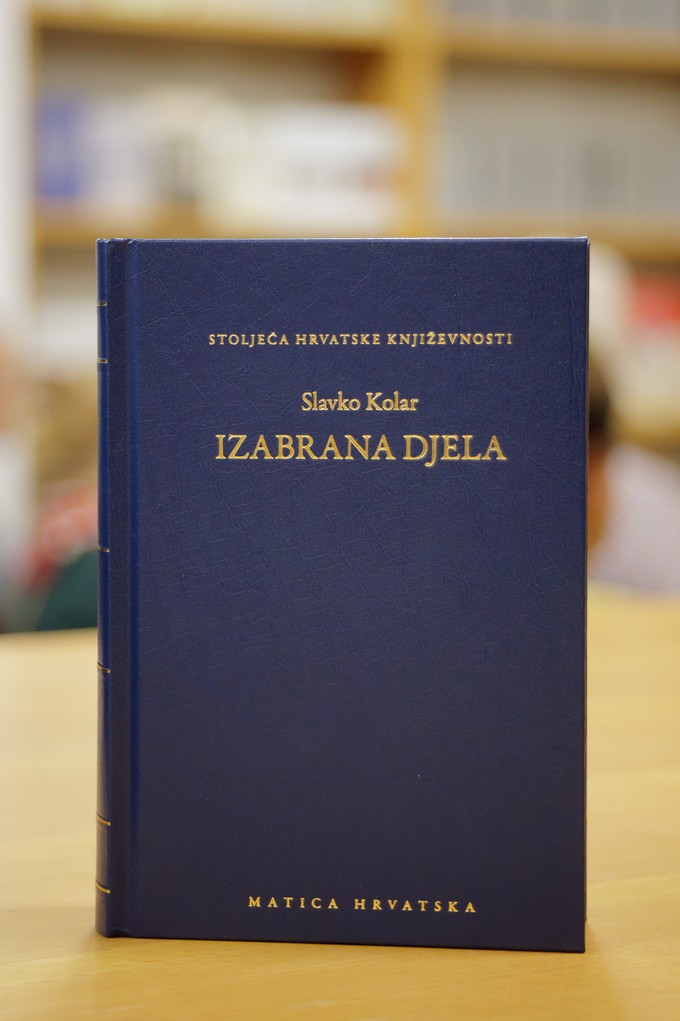 STOLJEĆA HRVATSKE KNJIŽEVNOSTI
Slavko Kolar
IZABRANA DJELA
MATICA HRVATSKA